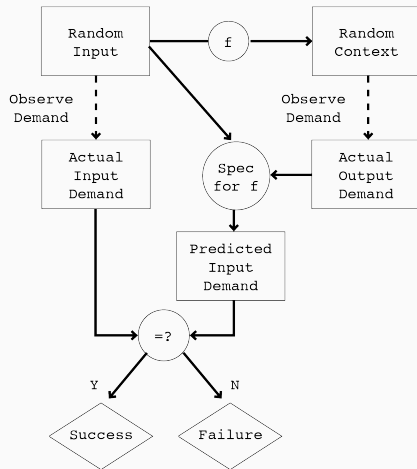 Random
Input
f
Random
Context
Observe
Demand
Observe
Demand
Actual
Input
Demand
Spec
for f
Actual
Output
Demand
Predicted
Input
Demand
=?
Y
N
Success
Failure